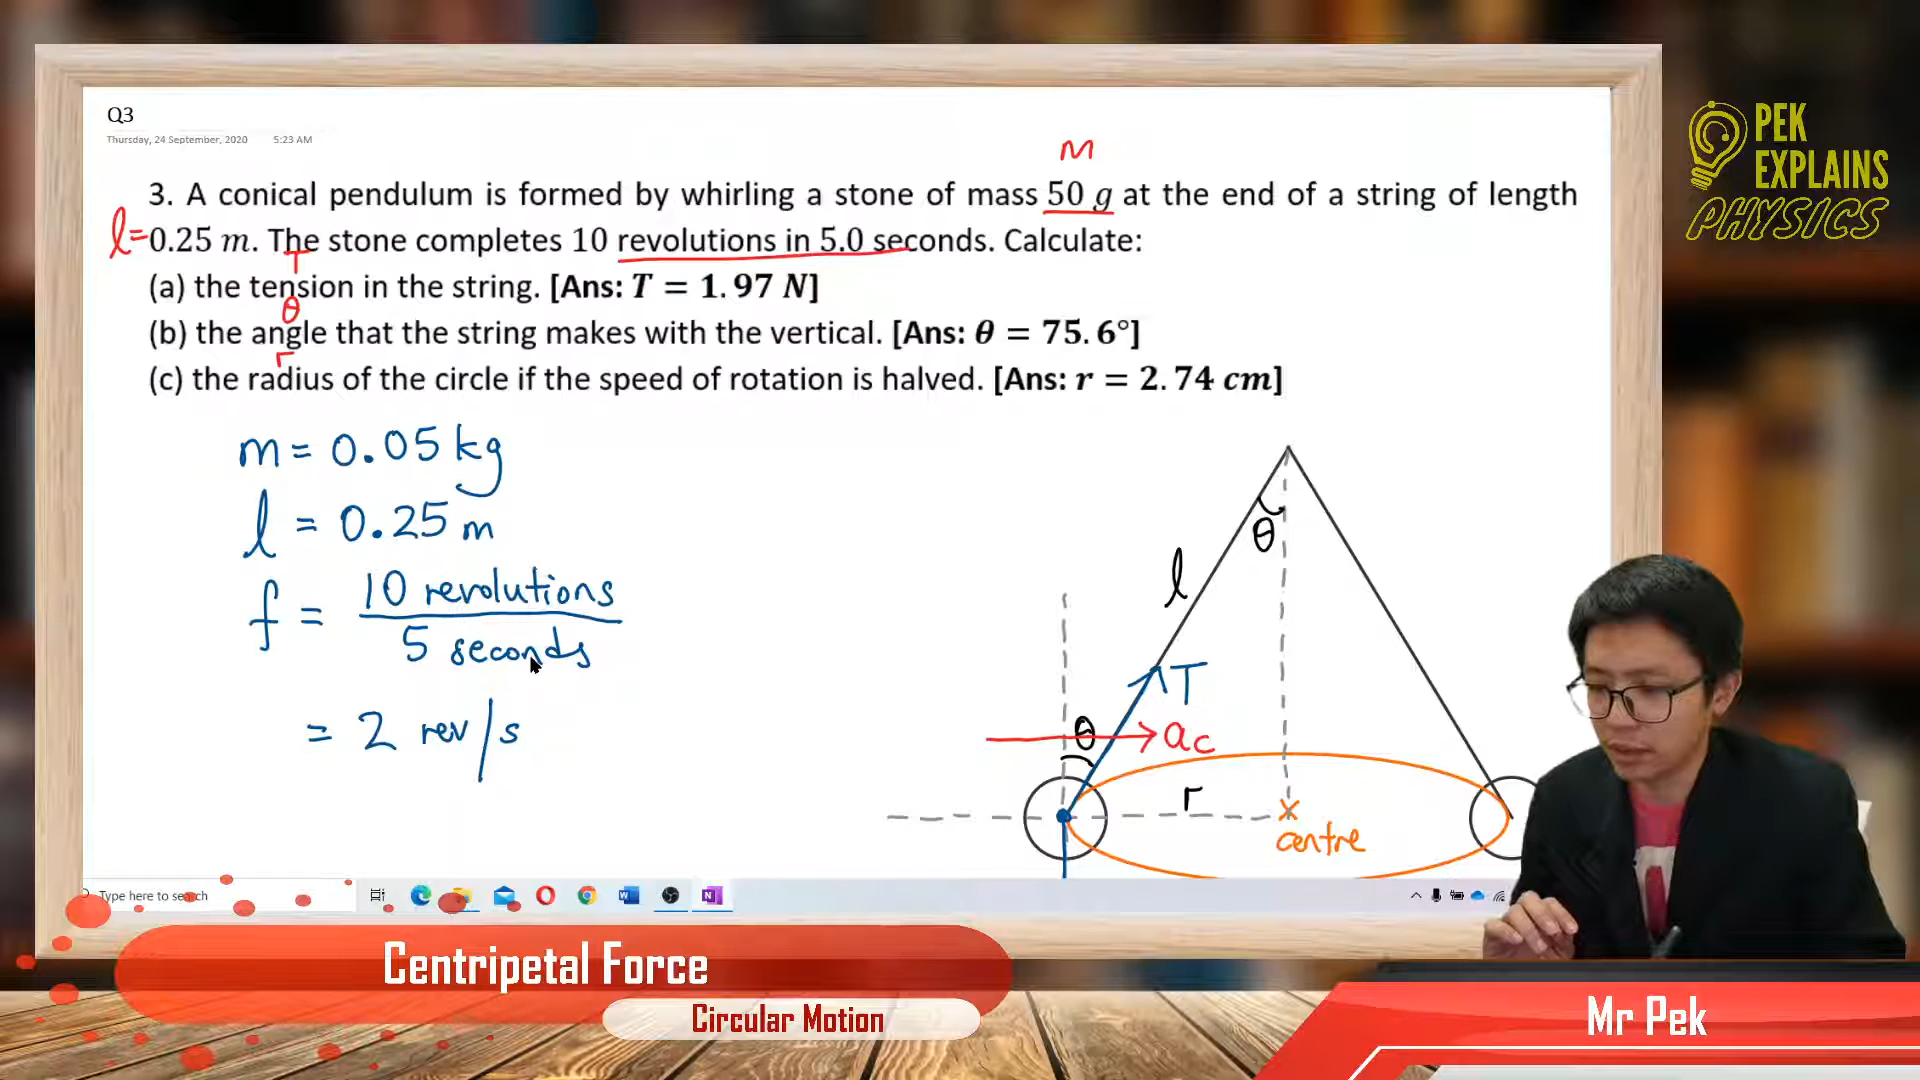 Q3
Thursday, 24 September, 2020 5:23 AM
PEK
EXPLAINS
PHYSICS
m
3. A conical pendulum is formed by whirling a stone of mass 50 g at the end of a string of length
l= 0.25 m. The stone completes 10 revolutions in 5.0 seconds. Calculate:
T
(a) the tension in the string. [Ans: T = 1.97 N]
θ
(b) the angle that the string makes with the vertical. [Ans: θ = 75.6°]
r
(c) the radius of the circle if the speed of rotation is halved. [Ans: r = 2.74 cm]
m = 0.05 kg
l = 0.25 m
f = 10 revolutions
5 seconds
= 2 rev/s
θ
l
T
θ
ac
r
centre
Type here to search
Centripetal Force
Circular Motion
Mr Pek